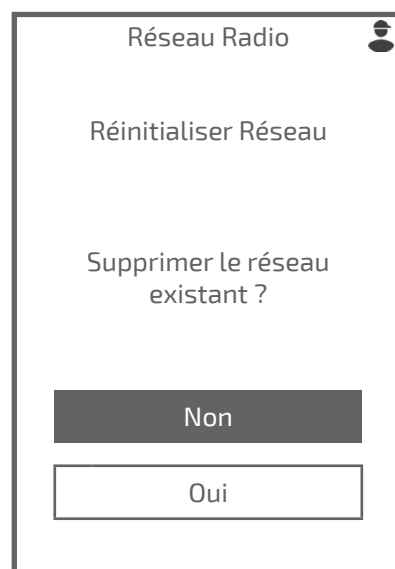 Réseau Radio
Réinitialiser Réseau
Supprimer le réseau
existant ?
Non
Oui